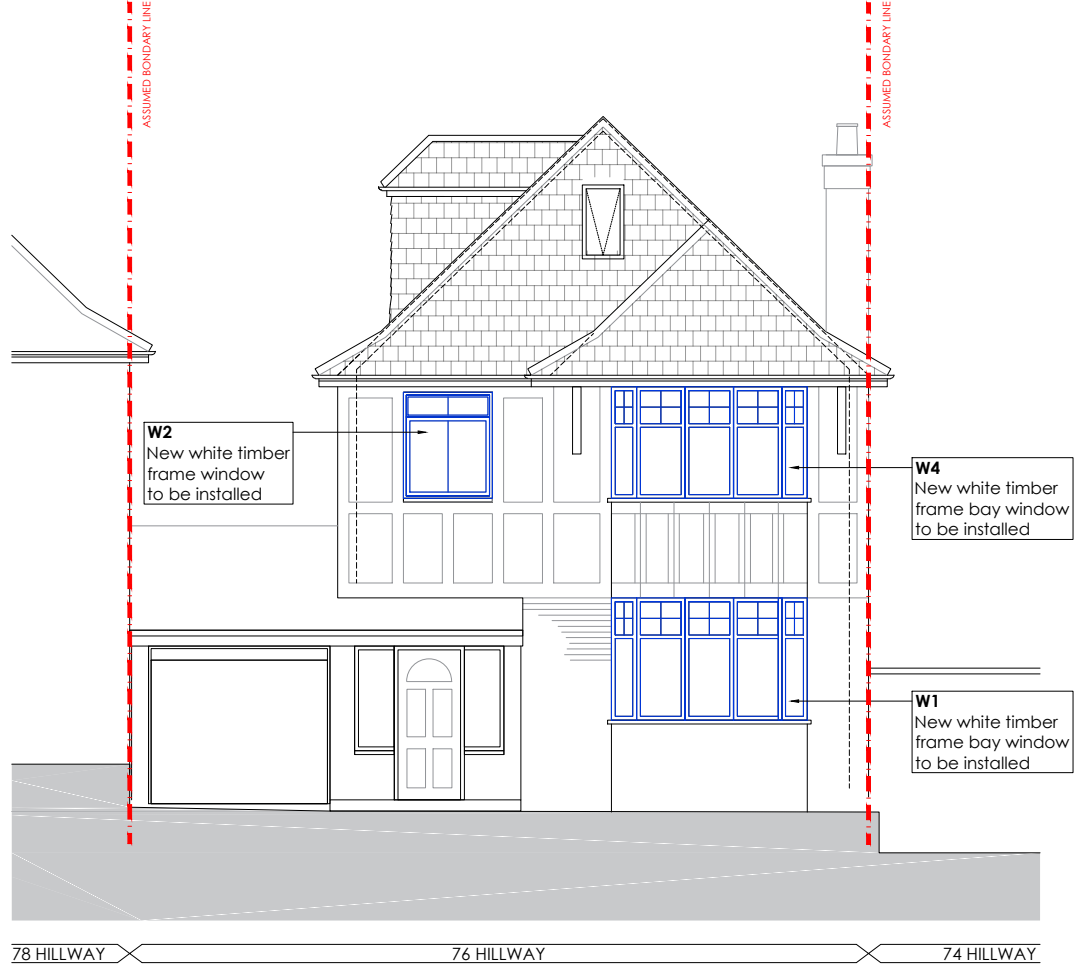 ASSUMED BONDARY LINE
ASSUMED BONDARY LINE
W2
New white timber
frame window
to be installed
W4
New white timber
frame bay window
to be installed
W1
New white timber
frame bay window
to be installed
78 HILLWAY
76 HILLWAY
74 HILLWAY